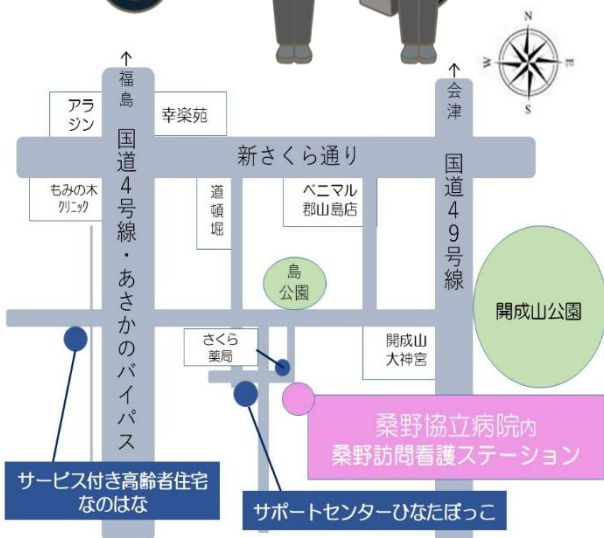 N
W
E
S
↑
福島
↑
会津
アラ
ジン
幸楽苑
国道4号線・あさかのバイパス
新さくら通り
国道49号線
もみの木
クリニック
道頓堀
ベニマル
郡山島店
島
公園
開成山公園
さくら
薬局
開成山
大神宮
桑野協立病院内
桑野訪問看護ステーション
サービス付き高齢者住宅
なのはな
サポートセンターひなたぼっこ